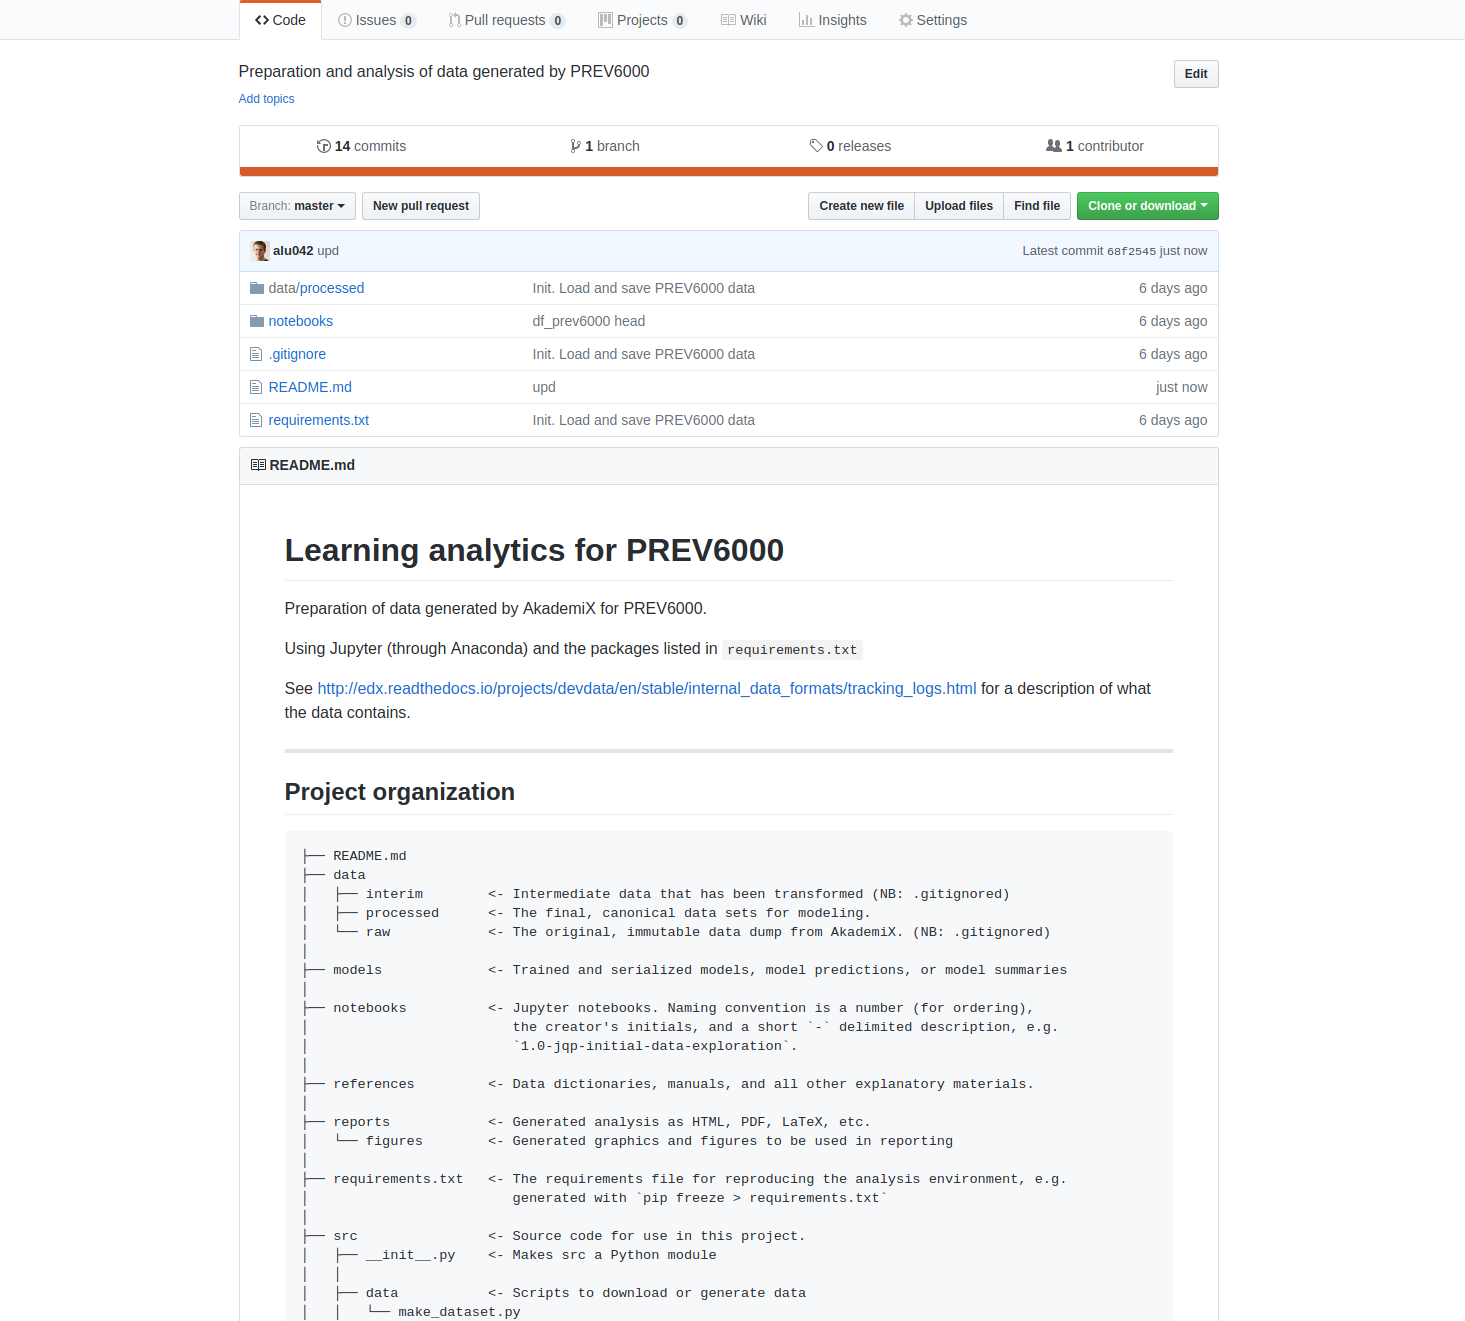 Code Issues 0 Pull requests 0 Projects 0 Wiki Insights Settings
Preparation and analysis of data generated by PREV6000 Edit
Add topics
14 commits 1 branch 0 releases 1 contributor
Branch: master New pull request Create new file Upload files Find file Clone or download
alu042 upd Latest commit 68f2545 just now
data/processed Init. Load and save PREV6000 data 6 days ago
notebooks df_prev6000 head 6 days ago
.gitignore Init. Load and save PREV6000 data 6 days ago
README.md upd just now
requirements.txt Init. Load and save PREV6000 data 6 days ago
README.md
Learning analytics for PREV6000
Preparation of data generated by AkademiX for PREV6000.
Using Jupyter (through Anaconda) and the packages listed in requirements.txt
See http://edx.readthedocs.io/projects/devdata/en/stable/internal_data_formats/tracking_logs.html for a description of what
the data contains.
Project organization
├── README.md
├── data
│   ├── interim        <- Intermediate data that has been transformed (NB: .gitignored)
│   ├── processed      <- The final, canonical data sets for modeling.
│   └── raw            <- The original, immutable data dump from AkademiX. (NB: .gitignored)
│
├── models             <- Trained and serialized models, model predictions, or model summaries
│
├── notebooks          <- Jupyter notebooks. Naming convention is a number (for ordering),
│                         the creator's initials, and a short `-` delimited description, e.g.
│                         `1.0-jqp-initial-data-exploration`.
│
├── references         <- Data dictionaries, manuals, and all other explanatory materials.
│
├── reports            <- Generated analysis as HTML, PDF, LaTeX, etc.
│   └── figures        <- Generated graphics and figures to be used in reporting
│
├── requirements.txt   <- The requirements file for reproducing the analysis environment, e.g.
│                         generated with `pip freeze > requirements.txt`
│
├── src                <- Source code for use in this project.
│   ├── __init__.py    <- Makes src a Python module
│   │
│   ├── data           <- Scripts to download or generate data
│   │   └── make_dataset.py